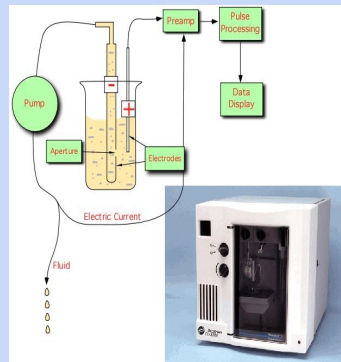 Preamp
Pulse
Processing
Data
Display
Pump
-
+
Aperture
Electrodes
Electric Current
Fluid